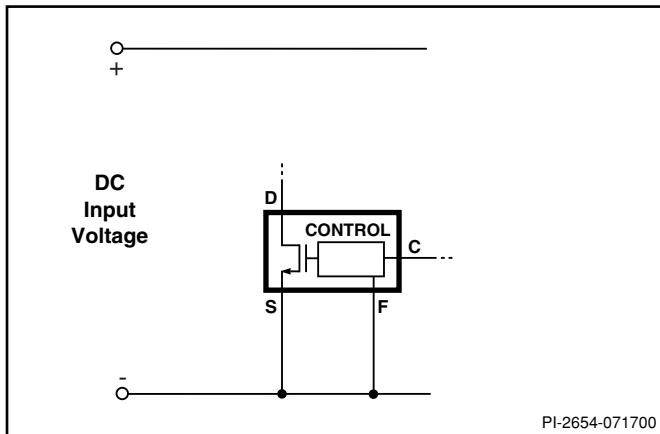 +
DC
Input
Voltage
D
CONTROL
C
S
F
-
PI-2654-071700